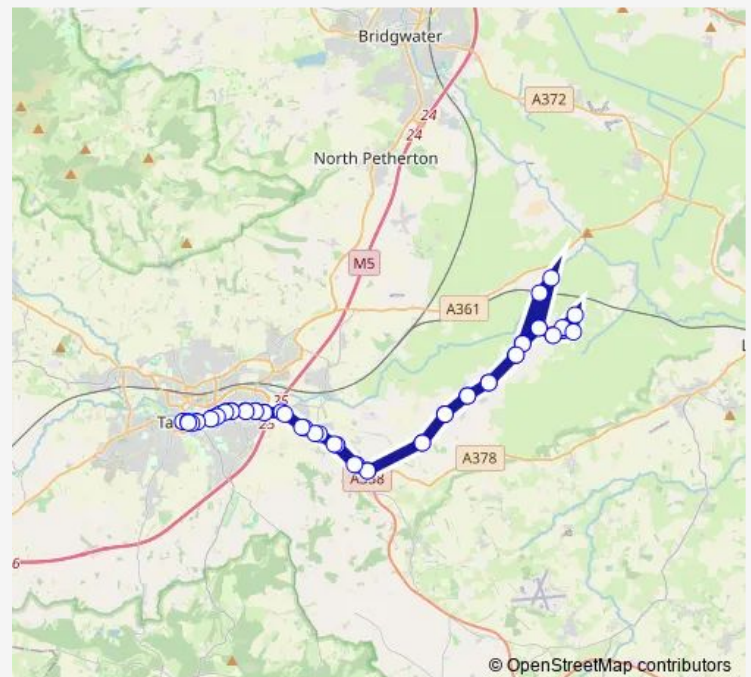 Bridgwater
A372
24
24
North Petherton
M5
A361
25
Ta
25
A378
A358
6
L
© OpenStreetMap contributors